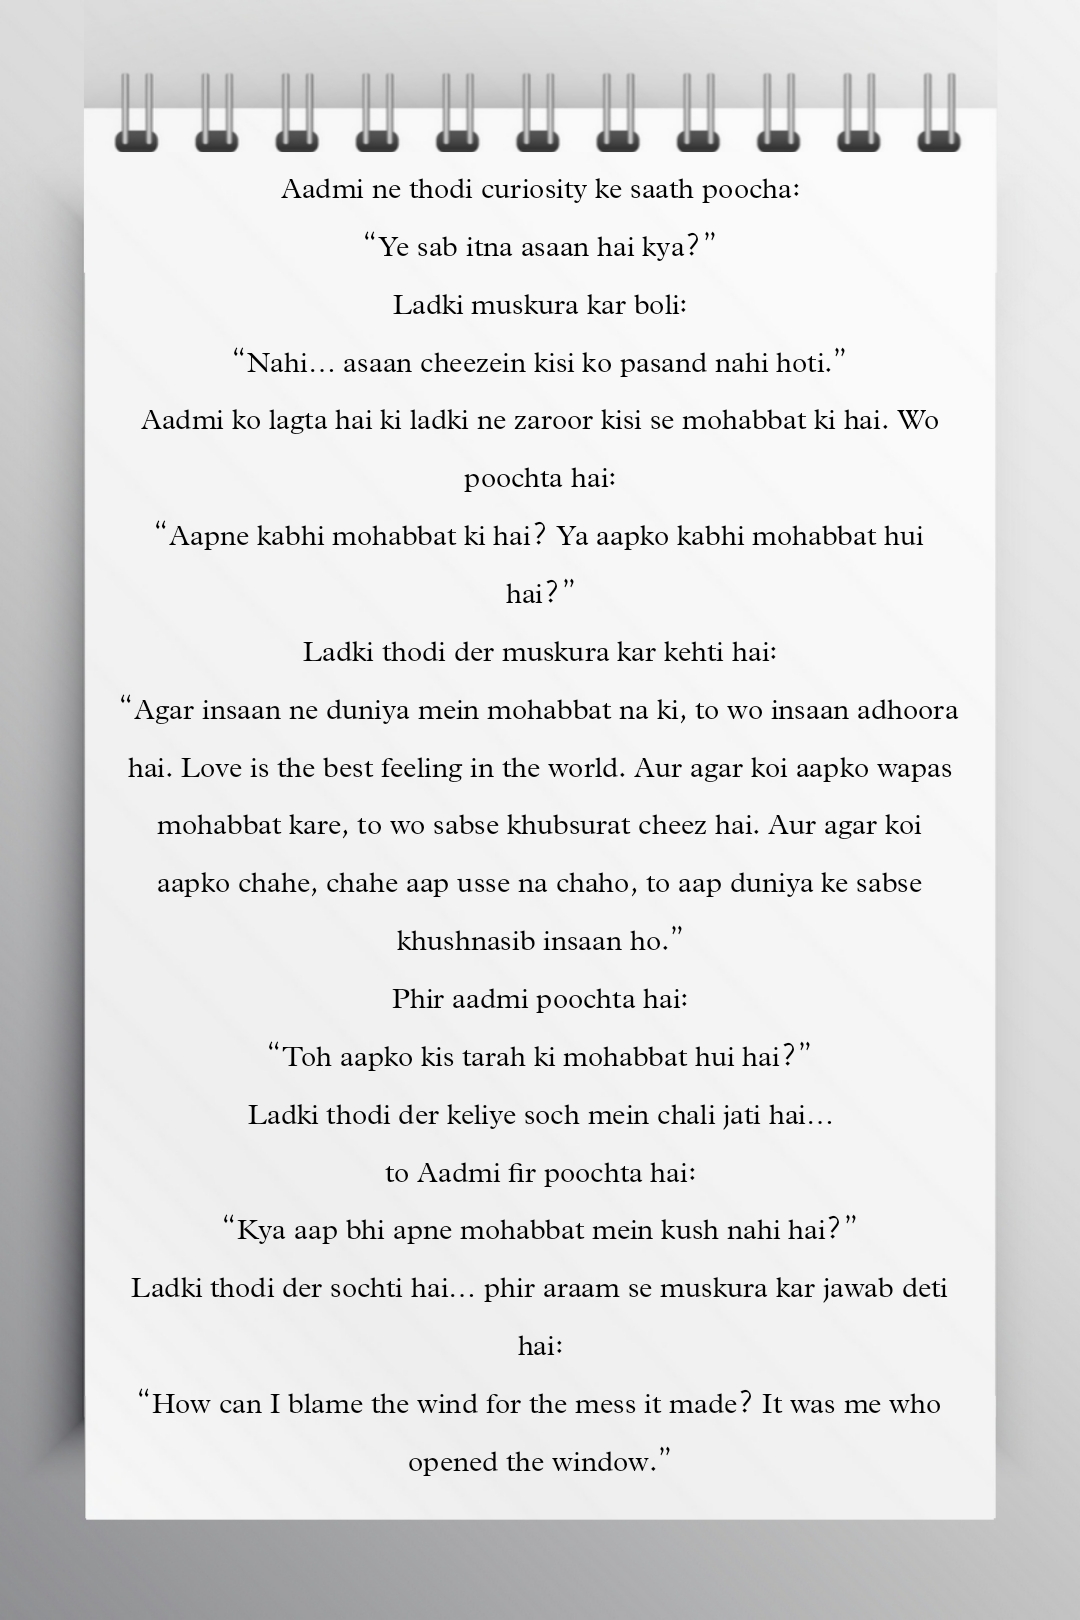 Aadmi ne thodi curiosity ke saath poocha:
“Ye sab itna asaan hai kya?”
Ladki muskura kar boli:
“Nahi… asaan cheezein kisi ko pasand nahi hoti.”
Aadmi ko lagta hai ki ladki ne zaroor kisi se mohabbat ki hai. Wo
poochta hai:
“Aapne kabhi mohabbat ki hai? Ya aapko kabhi mohabbat hui
hai?”
Ladki thodi der muskura kar kehti hai:
“Agar insaan ne duniya mein mohabbat na ki, to wo insaan adhoora
hai. Love is the best feeling in the world. Aur agar koi aapko wapas
mohabbat kare, to wo sabse khubsurat cheez hai. Aur agar koi
aapko chahe, chahe aap usse na chaho, to aap duniya ke sabse
khushnasib insaan ho.”
Phir aadmi poochta hai:
“Toh aapko kis tarah ki mohabbat hui hai?”
Ladki thodi der keliye soch mein chali jati hai…
to Aadmi fir poochta hai:
“Kya aap bhi apne mohabbat mein kush nahi hai?”
Ladki thodi der sochti hai… phir araam se muskura kar jawab deti
hai:
“How can I blame the wind for the mess it made? It was me who
opened the window.”